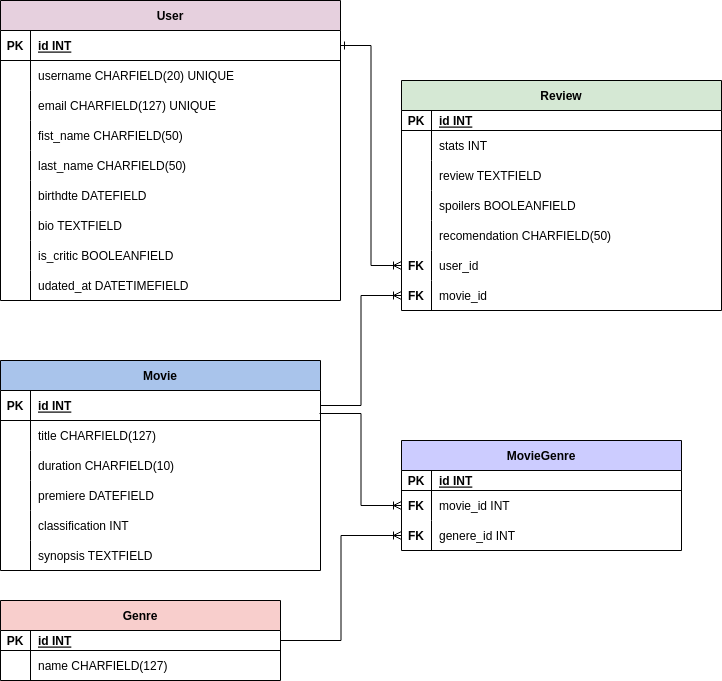 User
PK id INT
username CHARFIELD(20) UNIQUE
email CHARFIELD(127) UNIQUE
fist_name CHARFIELD(50)
last_name CHARFIELD(50)
birthdte DATEFIELD
bio TEXTFIELD
is_critic BOOLEANFIELD
udated_at DATETIMEFIELD
Review
PK id INT
stats INT
review TEXTFIELD
spoilers BOOLEANFIELD
recomendation CHARFIELD(50)
FK user_id
FK movie_id
Movie
PK id INT
title CHARFIELD(127)
duration CHARFIELD(10)
premiere DATEFIELD
classification INT
synopsis TEXTFIELD
MovieGenre
PK id INT
FK movie_id INT
FK genere_id INT
Genre
PK id INT
name CHARFIELD(127)